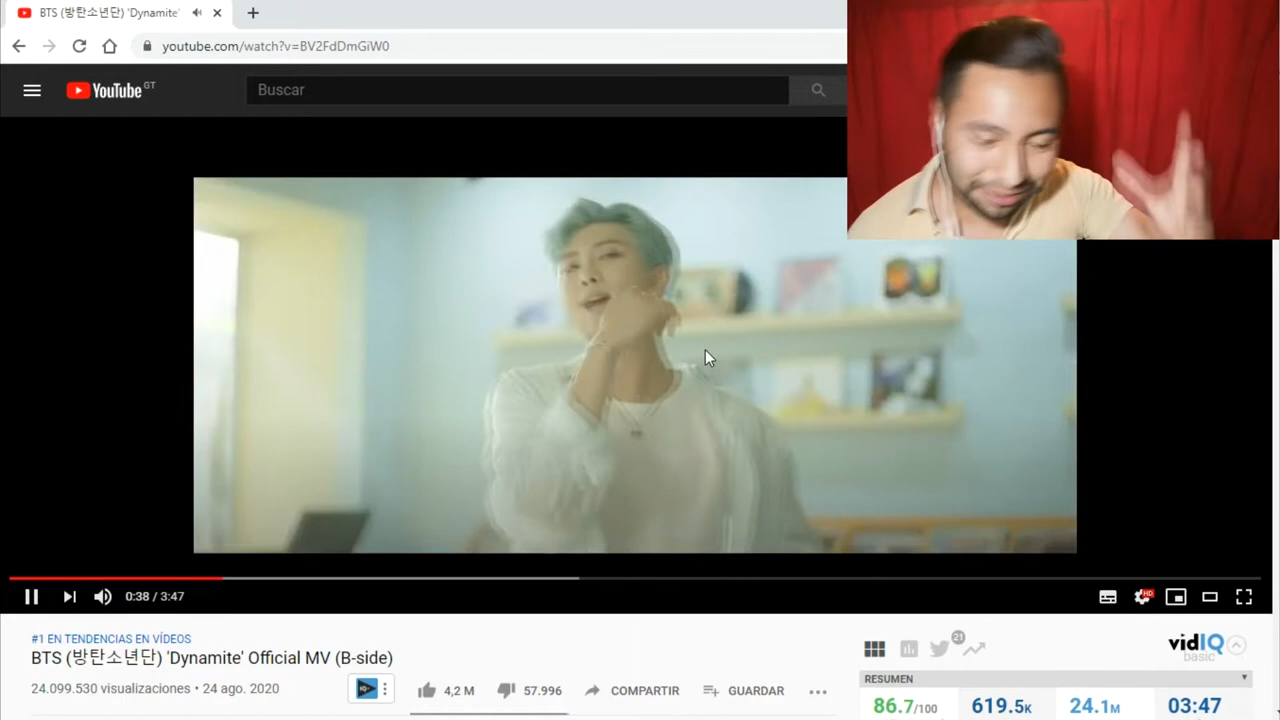 BTS (방탄소년단) 'Dynamite'
youtube.com/watch?v=BV2FdDmGiW0
YouTube GT
Buscar
0:38 / 3:47
HD
#1 EN TENDENCIAS EN VÍDEOS
BTS (방탄소년단) 'Dynamite' Official MV (B-side)
24.099.530 visualizaciones • 24 ago. 2020
4,2 M
57.996
COMPARTIR
GUARDAR
21
vidIQ
basic
RESUMEN
86.7/100
619.5K
24.1M
03:47